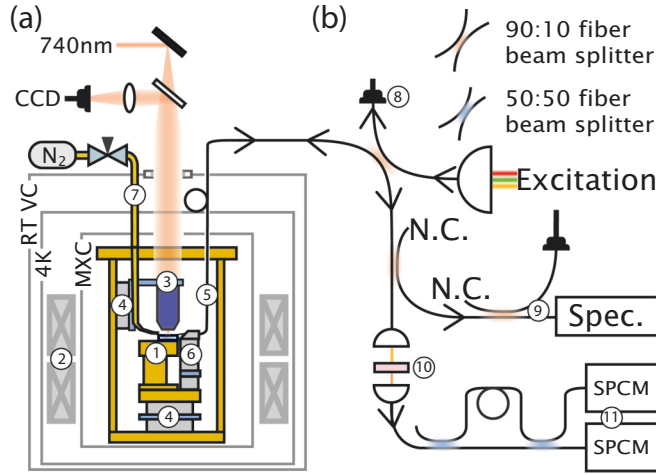 (a)
740nm
CCD
N₂
RT VC
4K
MXC
7
3
4
5
2
1
6
4
(b)
90:10 fiber
beam splitter
50:50 fiber
beam splitter
8
Excitation
N.C.
N.C.
9
Spec.
10
SPCM
11
SPCM